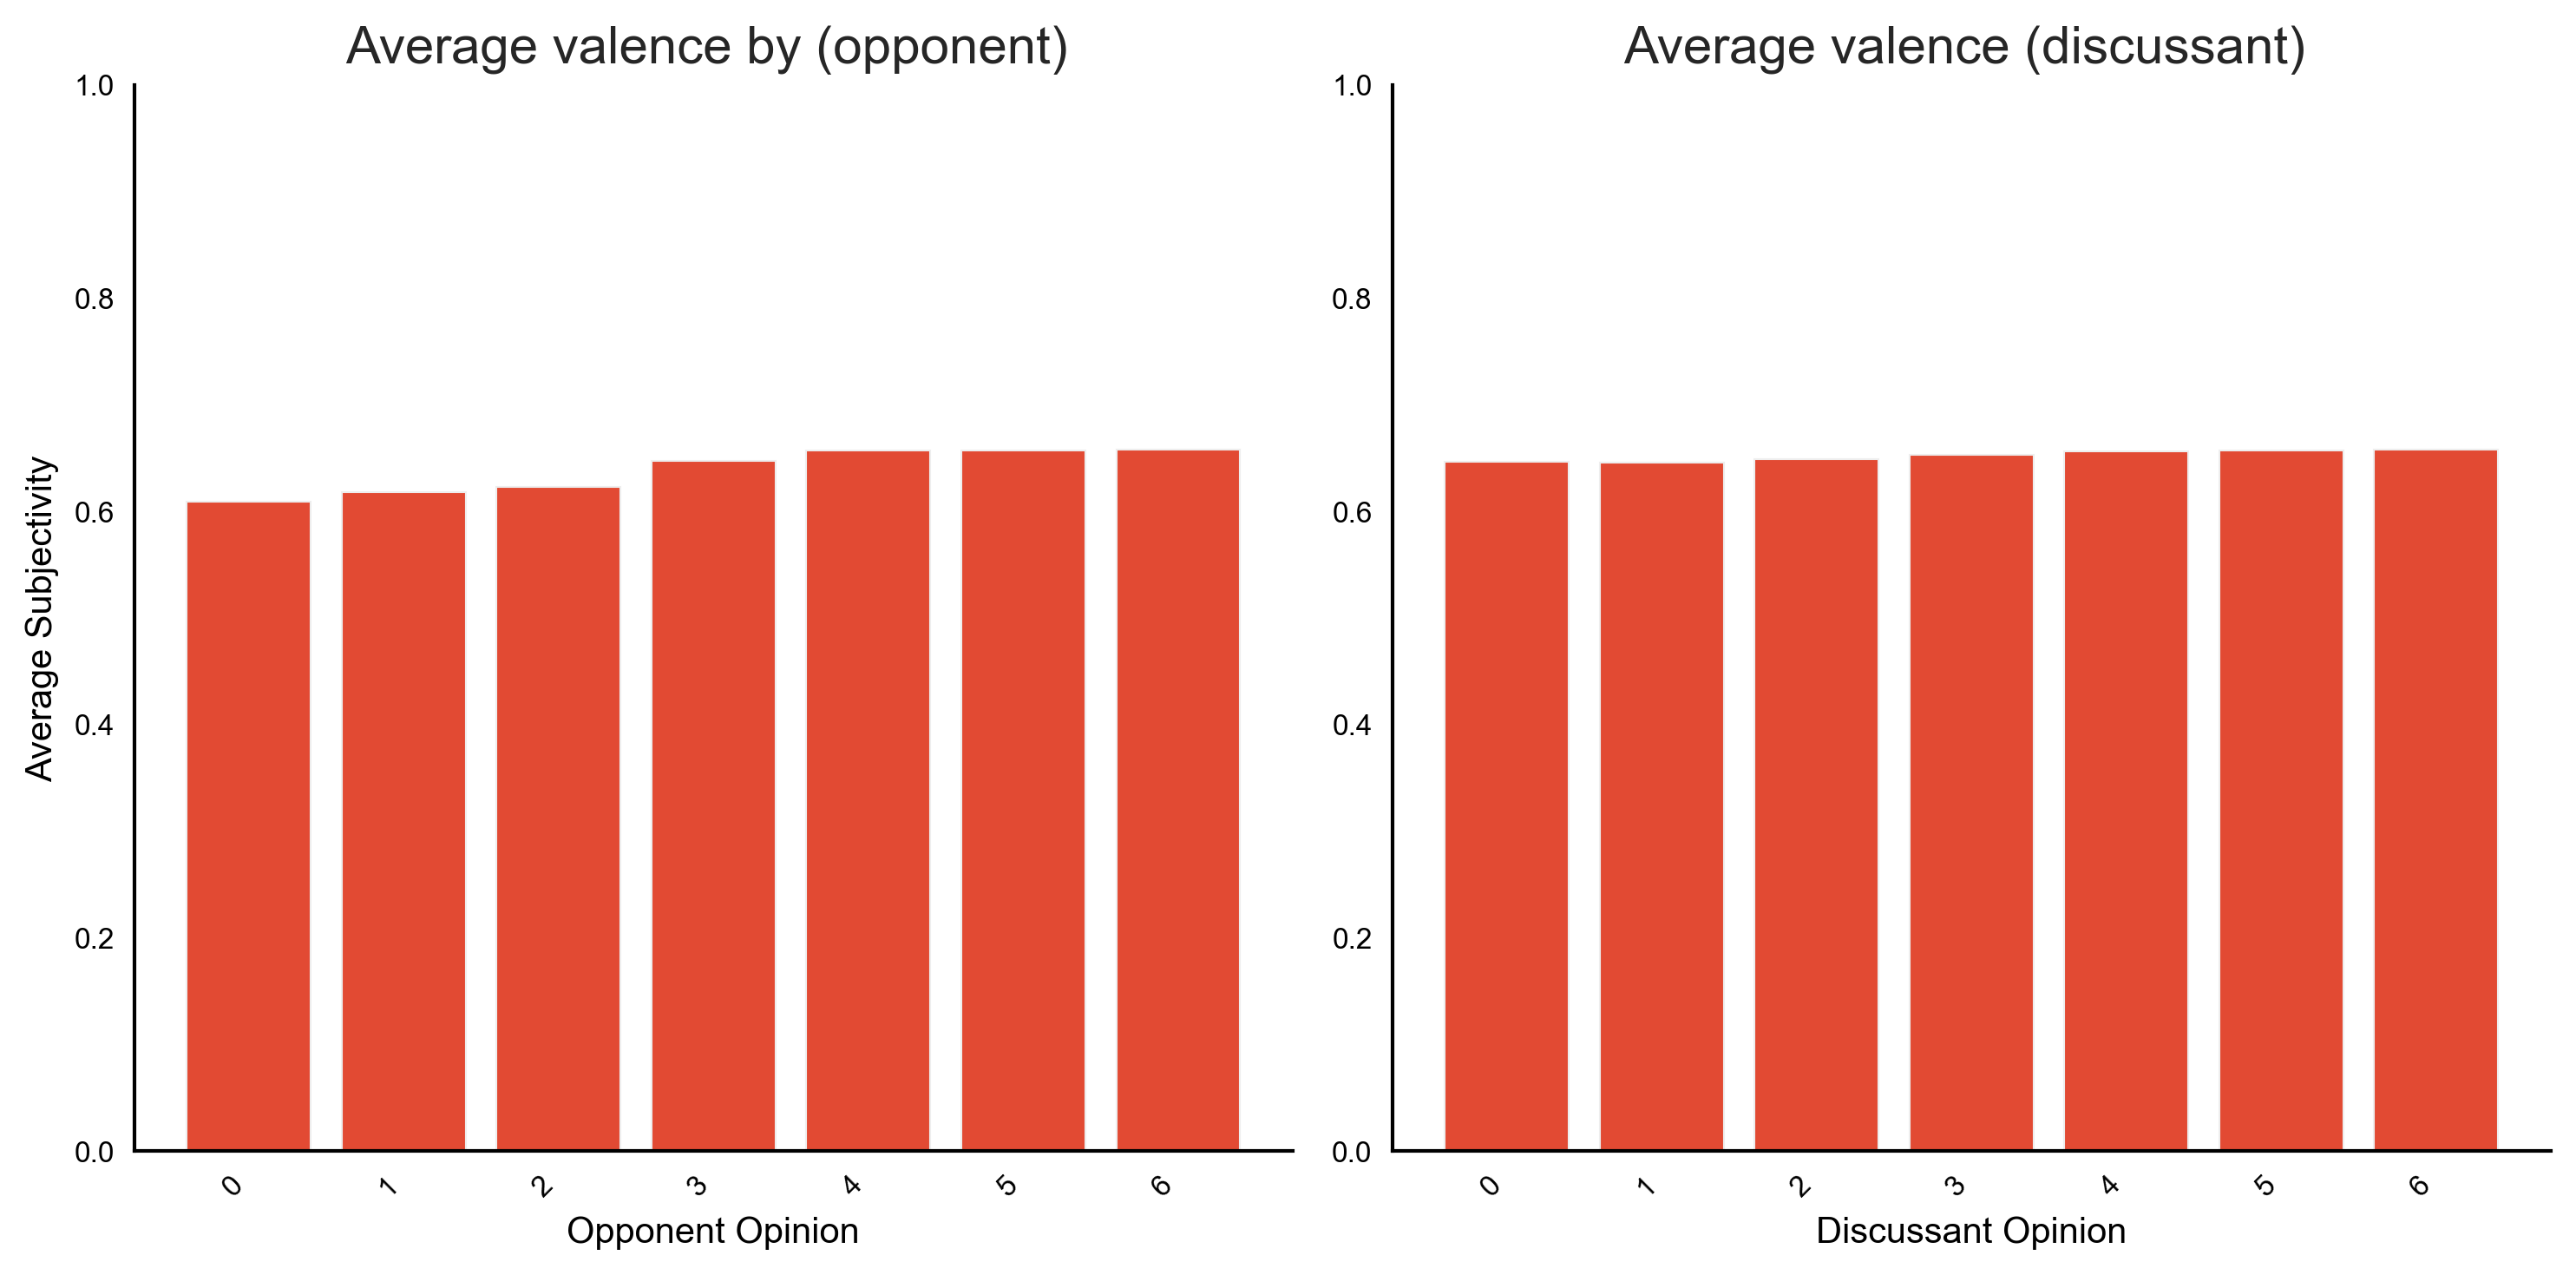 Average valence by (opponent)
1.0
0.8
0.6
0.4
0.2
0.0
Average Subjectivity
0 1 2 3 4 5 6
Opponent Opinion
Average valence (discussant)
1.0
0.8
0.6
0.4
0.2
0.0
0 1 2 3 4 5 6
Discussant Opinion